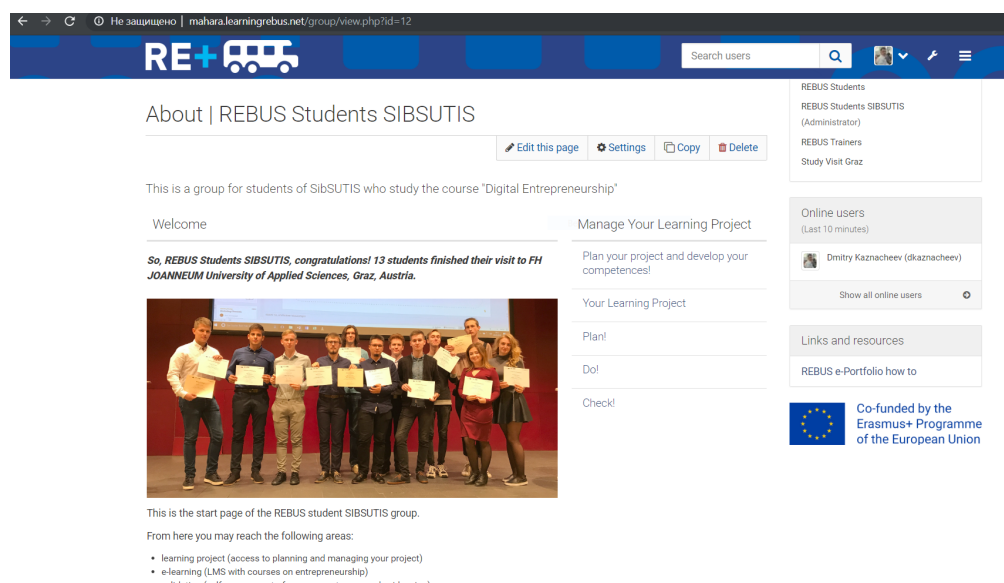 Не защищено | mahara.learningrebus.net/group/view.php?id=12
RE+
Search users
About | REBUS Students SIBSUTIS
Edit this page
Settings
Copy
Delete
This is a group for students of SibSUTIS who study the course "Digital Entrepreneurship"
Welcome
So, REBUS Students SIBSUTIS, congratulations! 13 students finished their visit to FH
JOANNEUM University of Applied Sciences, Graz, Austria.
This is the start page of the REBUS student SIBSUTIS group.
From here you may reach the following areas:
• learning project (access to planning and managing your project)
• e-learning (LMS with courses on entrepreneurship)
Manage Your Learning Project
Plan your project and develop your
competences!
Your Learning Project
Plan!
Do!
Check!
REBUS Students
REBUS Students SIBSUTIS
(Administrator)
REBUS Trainers
Study Visit Graz
Online users
(Last 10 minutes)
Dmitry Kaznacheev (dkaznacheev)
Show all online users
Links and resources
REBUS e-Portfolio how to
Co-funded by the
Erasmus+ Programme
of the European Union